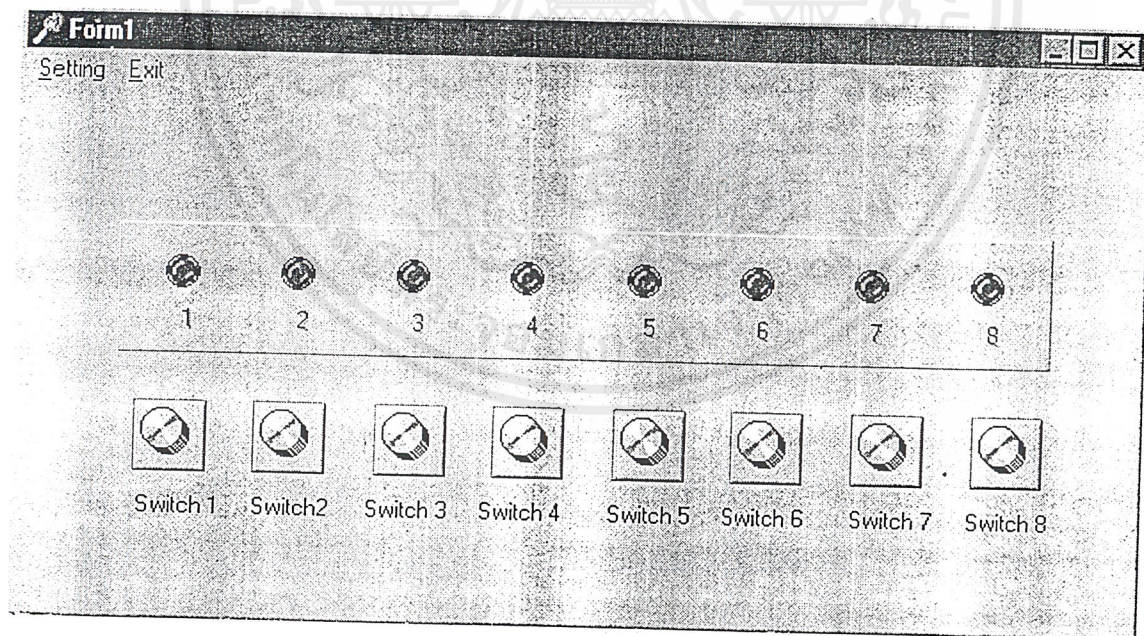 Form1
Setting Exit
1 2 3 4 5 6 7 8
Switch 1 Switch2 Switch 3 Switch 4 Switch 5 Switch 6 Switch 7 Switch 8